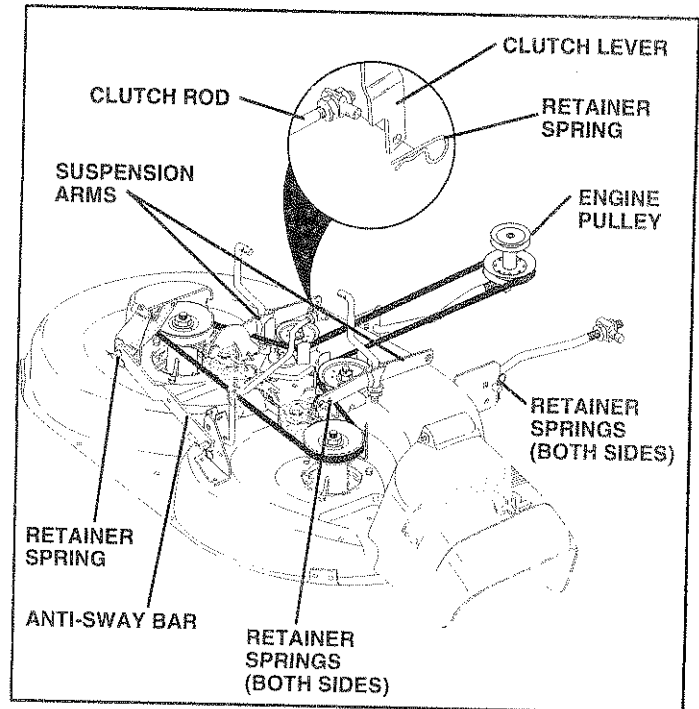 CLUTCH LEVER
CLUTCH ROD
RETAINER
SPRING
SUSPENSION
ARMS
ENGINE
PULLEY
RETAINER
SPRINGS
(BOTH SIDES)
RETAINER
SPRING
ANTI-SWAY BAR
RETAINER
SPRINGS
(BOTH SIDES)